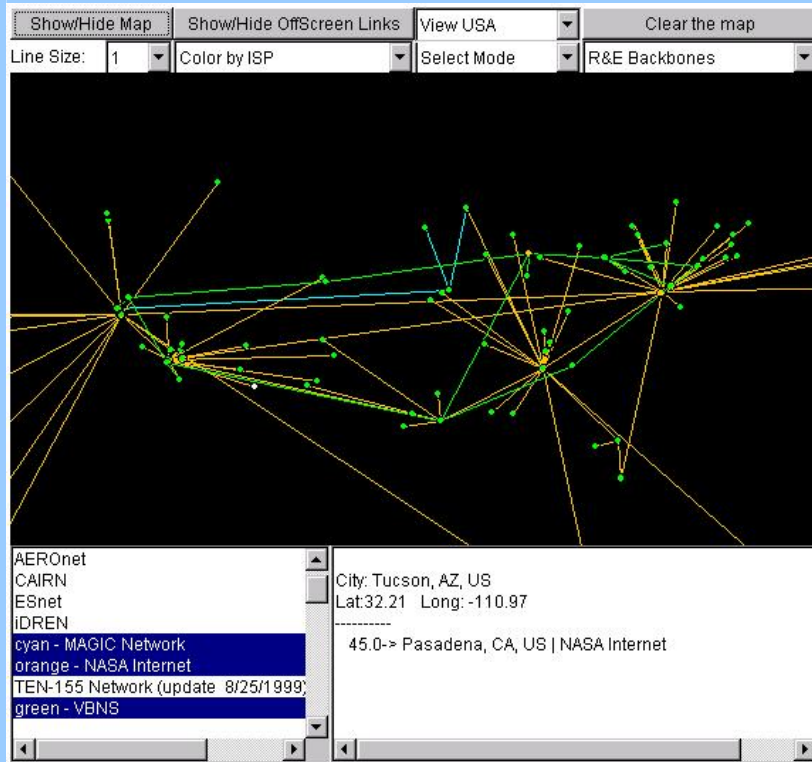 Show/Hide Map Show/Hide OffScreen Links View USA Clear the map
Line Size: 1 Color by ISP Select Mode R&E Backbones
AEROnet
CAIRN
ESnet
iDREN
cyan - MAGIC Network
orange - NASA Internet
TEN-155 Network (update 8/25/1999)
green - VBNS
City: Tucson, AZ, US
Lat:32.21 Long: -110.97
----------
45.0-> Pasadena, CA, US | NASA Internet